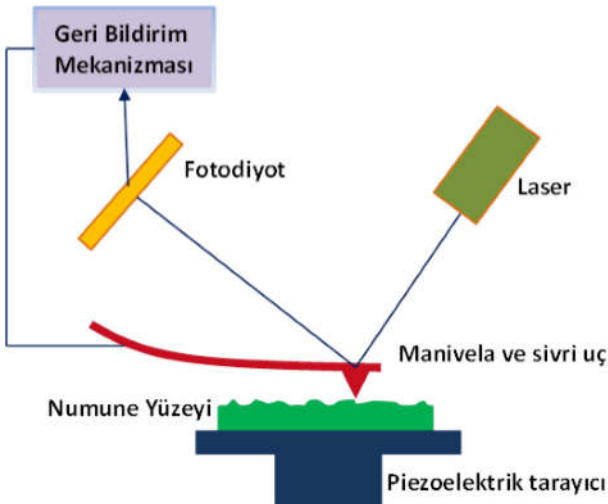 Geri Bildirim
Mekanizması
Fotodiyot
Laser
Manivela ve sivri uç
Numune Yüzeyi
Piezoelektrik tarayıcı